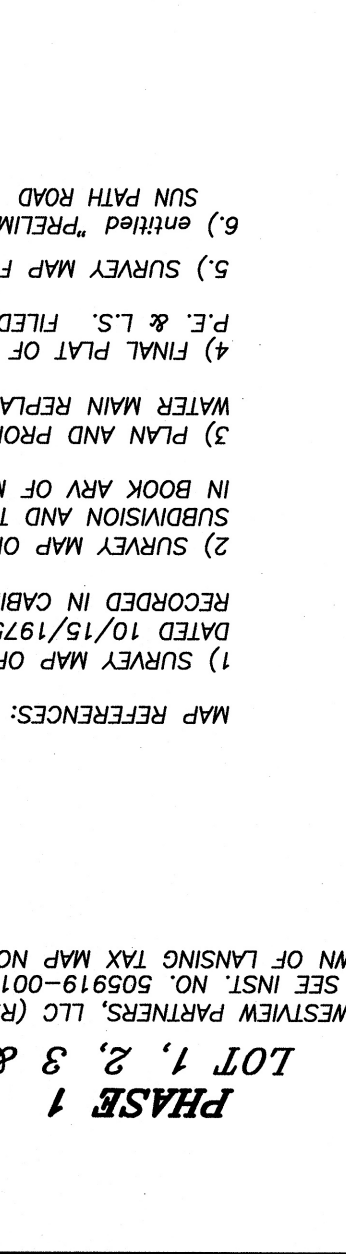 PHASE 1
LOT 1, 2, 3 &
WESTVIEW PARTNERS, LLC (R
SEE INST. NO. 505919-001
WN OF LANSING TAX MAP NO
MAP REFERENCES:
1) SURVEY MAP OF
DATED 10/15/1975
RECORDED IN CABI
2) SURVEY MAP O
SUBDIVISION AND T
IN BOOK ARV OF M
3) PLAN AND PROF
WATER MAIN REPLA
4) FINAL PLAT OF
P.E. & L.S. FILED
5.) SURVEY MAP F
6.) entitled "PRELIM
SUN PATH ROAD